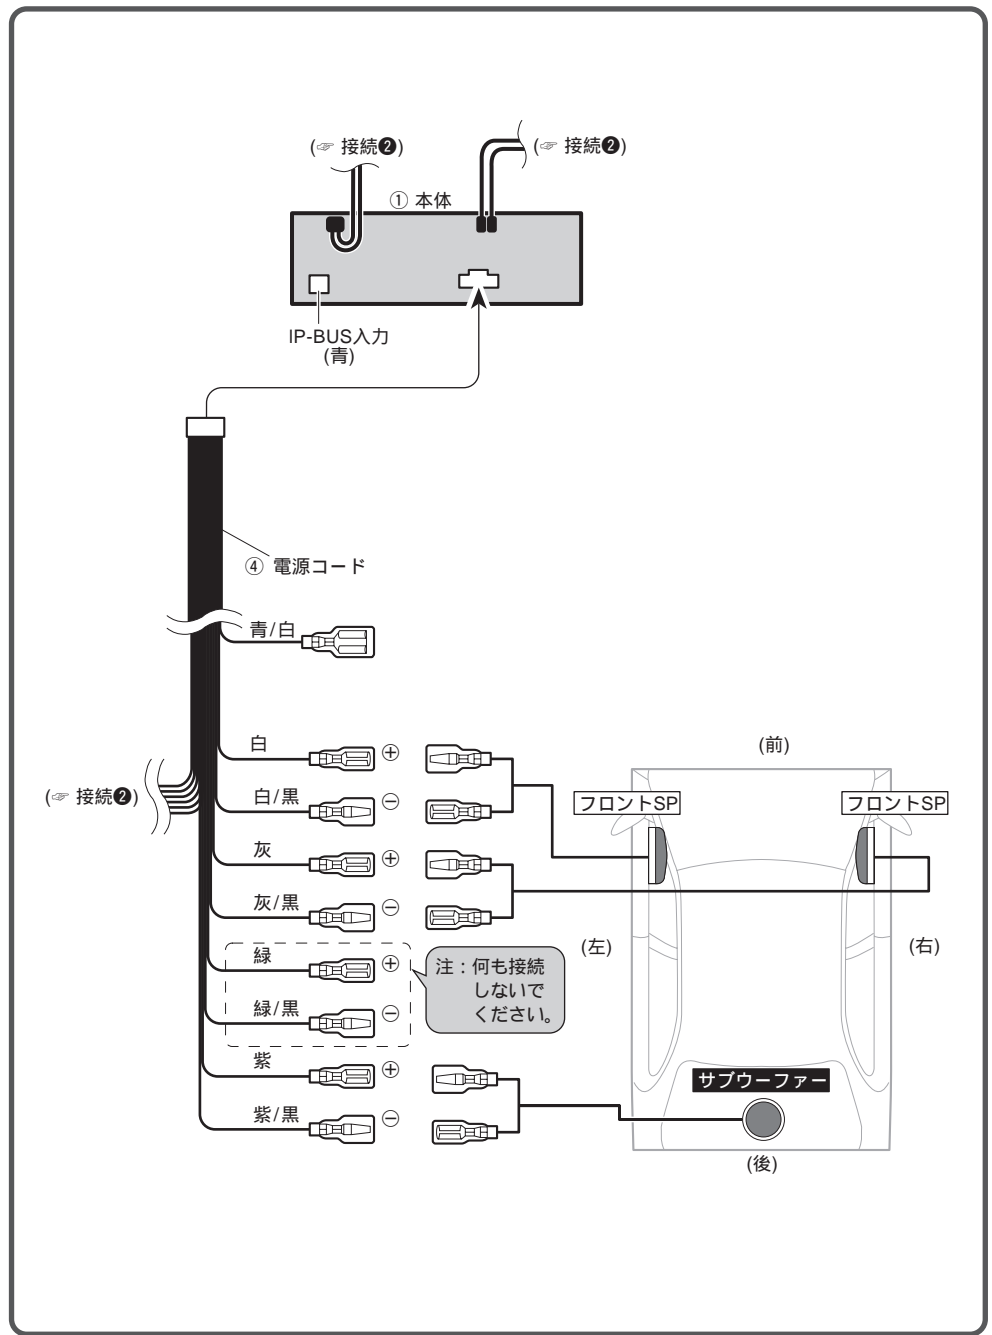 (☞ 接続❷)
(☞ 接続❷)
① 本体
IP-BUS入力
(青)
④ 電源コード
青/白
白
⊕
白/黒
⊖
灰
⊕
灰/黒
⊖
緑
⊕
緑/黒
⊖
紫
⊕
紫/黒
⊖
(☞ 接続❷)
注：何も接続
しないで
ください。
(前)
フロントSP
フロントSP
(左)
(右)
サブウーファー
(後)